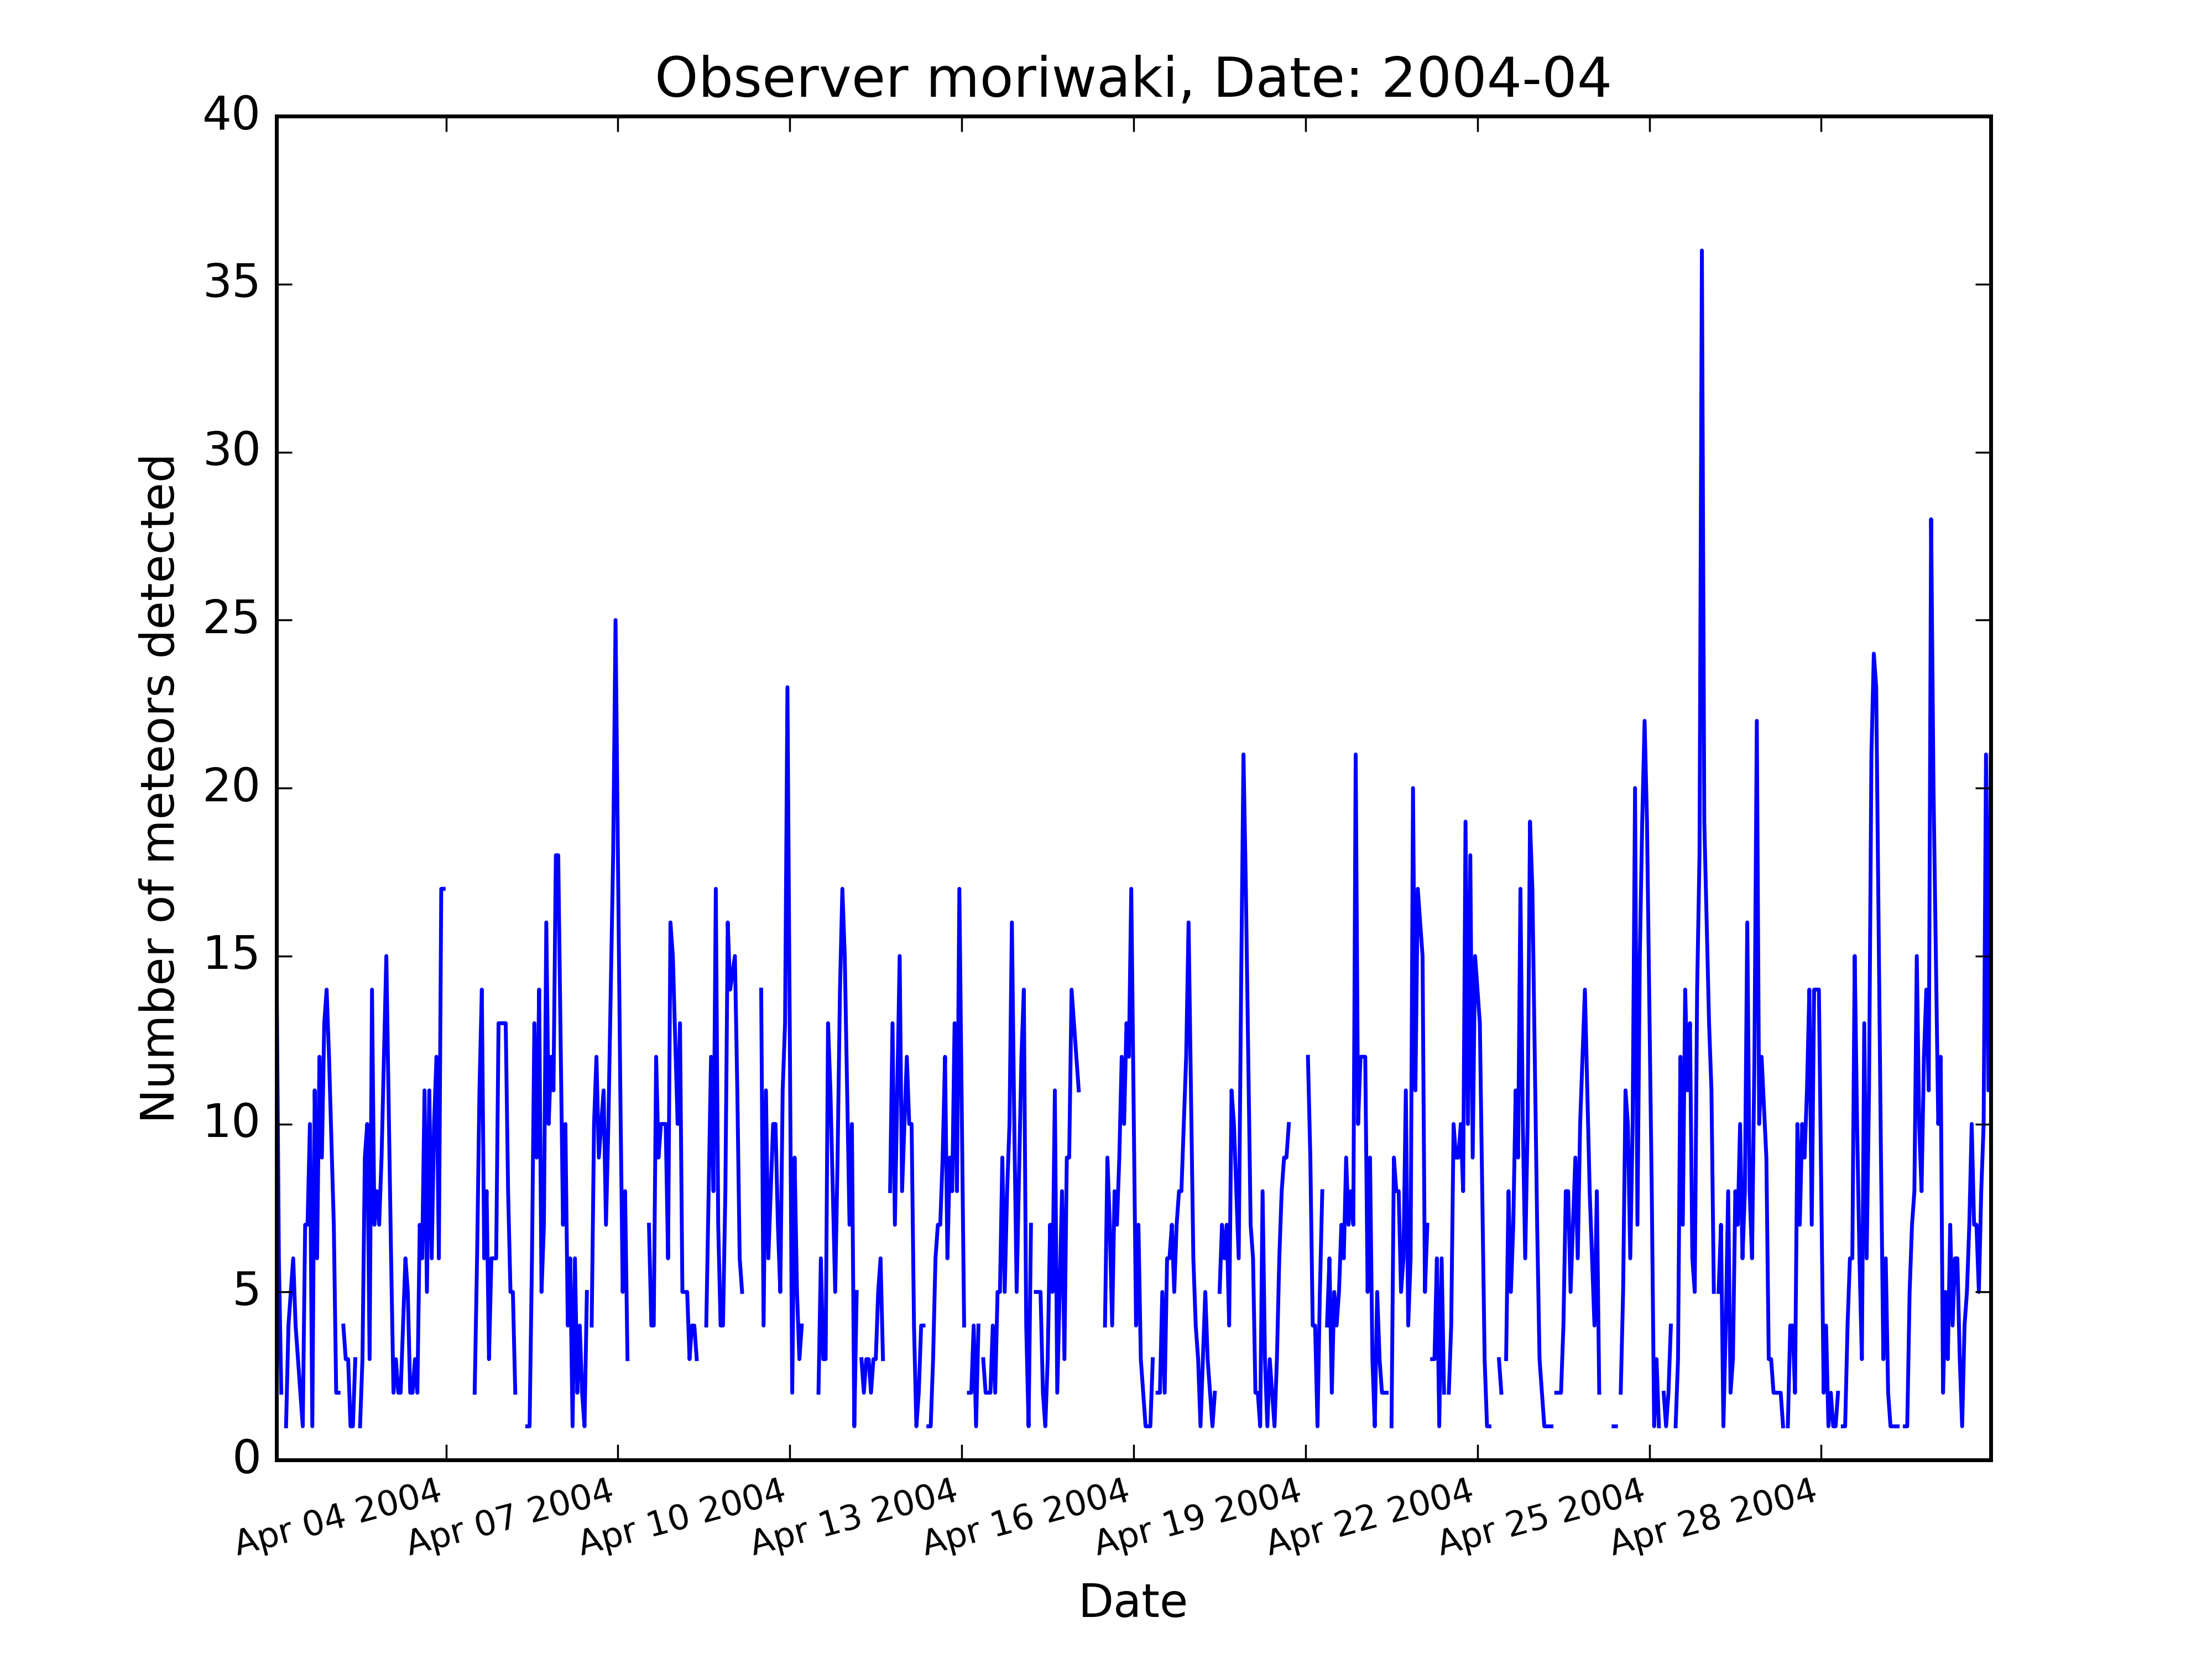 Observer moriwaki, Date: 2004-04
Number of meteors detected
40
35
30
25
20
15
10
5
0
Apr 04 2004
Apr 07 2004
Apr 10 2004
Apr 13 2004
Apr 16 2004
Apr 19 2004
Apr 22 2004
Apr 25 2004
Apr 28 2004
Date